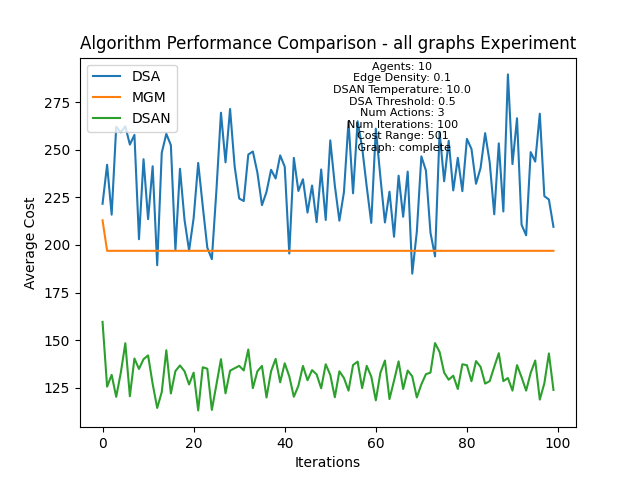 Algorithm Performance Comparison - all graphs Experiment
DSA
MGM
DSAN
Agents: 10
Edge Density: 0.1
DSAN Temperature: 10.0
DSA Threshold: 0.5
Num Actions: 3
Num Iterations: 100
Cost Range: 501
Graph: complete
Average Cost
275
250
225
200
175
150
125
0
20
40
60
80
100
Iterations